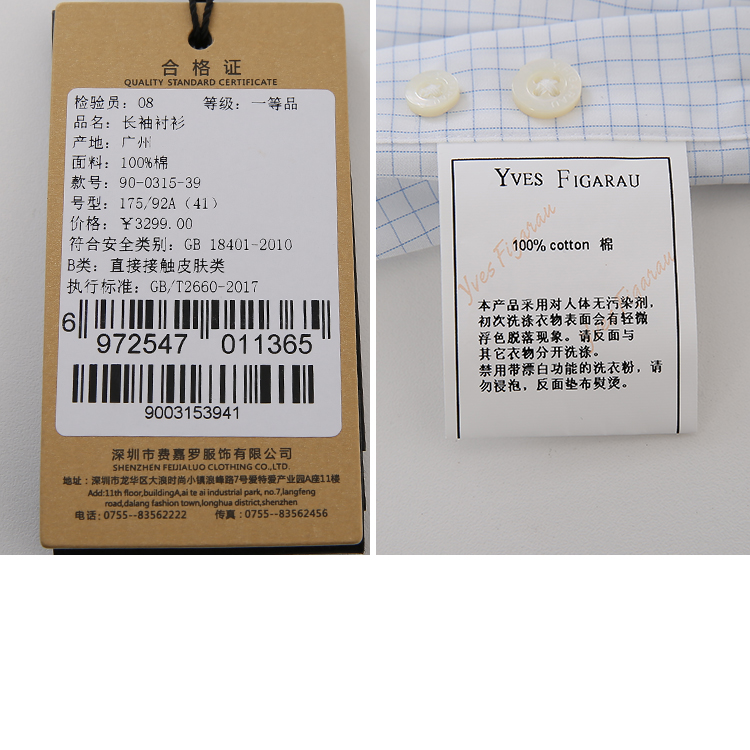 合格证
QUALITY STANDARD CERTIFICATE
检验员：08 等级：一等品
品名：长袖衬衫
产地：广州
面料：100%棉
款号：90-0315-39
号型：175/92A（41）
价格：¥3299.00
符合安全类别：GB 18401-2010
B类：直接接触皮肤类
执行标准：GB/T2660-2017
6 972547 011365
9003153941
深圳市费嘉罗服饰有限公司
SHENZHEN FEIJIALUO CLOTHING CO.,LTD.
地址：深圳市龙华区大浪时尚小镇浪峰路7号爱特爱产业园A座11楼
Add:11th floor,buildingA,ai te ai industrial park, no.7,langfeng
road,dalang fashion town,longhua district,shenzhen
电话：0755--83562222 传真：0755--83562456
YVES FIGARAU
100% cotton 棉
Yves Figarau
Yves Figarau
本产品采用对人体无污染剂，
初次洗涤衣物表面会有轻微
浮色脱落现象。请反面与
其它衣物分开洗涤。
禁用带漂白功能的洗衣粉，请
勿浸泡，反面垫布熨烫。